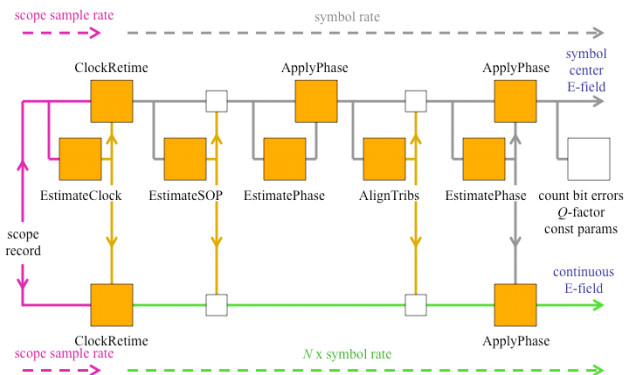 scope sample rate
symbol rate
ClockRetime
ApplyPhase
ApplyPhase
symbol
center
E-field
EstimateClock
EstimateSOP
EstimatePhase
AlignTribs
EstimatePhase
count bit errors
Q-factor
const params
scope
record
continuous
E-field
ClockRetime
ApplyPhase
scope sample rate
N x symbol rate